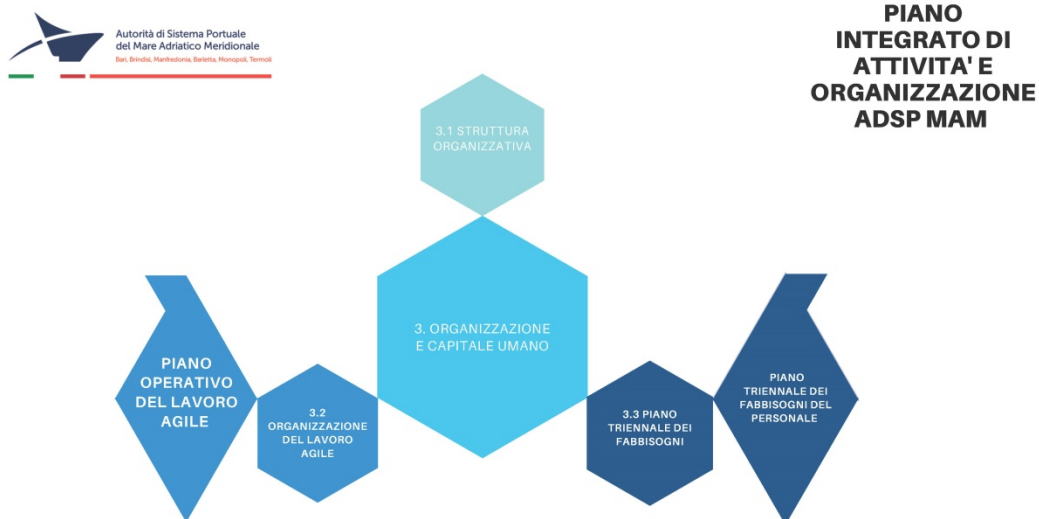 Autorità di Sistema Portuale
del Mare Adriatico Meridionale
Bari, Brindisi, Manfredonia, Barletta, Monopoli, Termoli
PIANO
INTEGRATO DI
ATTIVITA' E
ORGANIZZAZIONE
ADSP MAM
3.1 STRUTTURA
ORGANIZZATIVA
3. ORGANIZZAZIONE
E CAPITALE UMANO
PIANO
OPERATIVO
DEL LAVORO
AGILE
3.2
ORGANIZZAZIONE
DEL LAVORO
AGILE
3.3 PIANO
TRIENNALE DEI
FABBISOGNI
PIANO
TRIENNALE DEI
FABBISOGNI DEL
PERSONALE